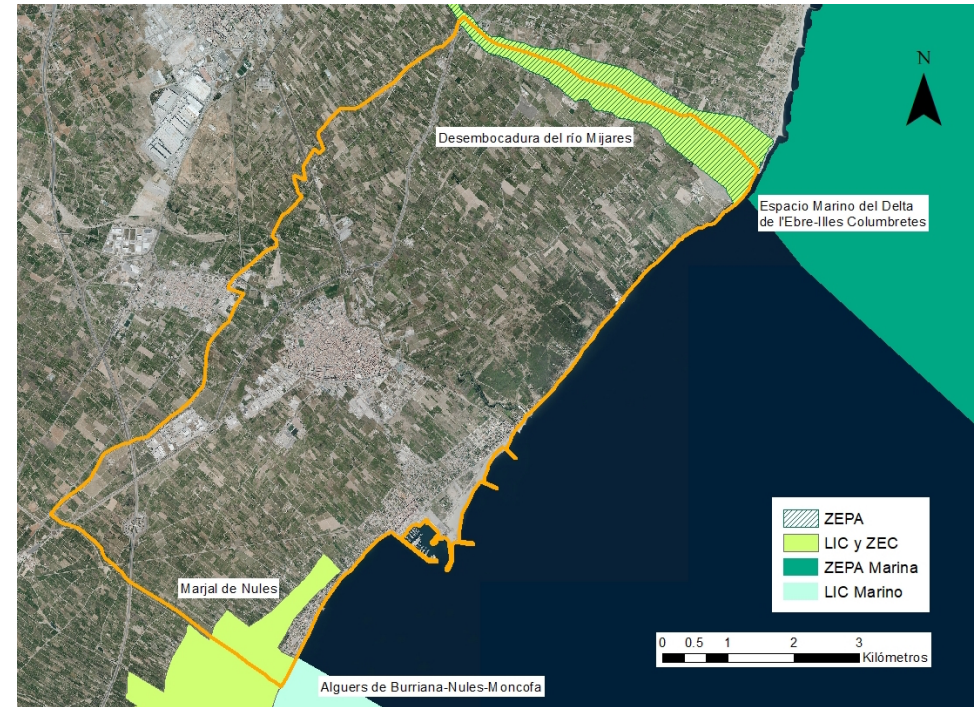 N
Desembocadura del río Mijares
Espacio Marino del Delta
de l'Ebre-Illes Columbretes
Marjal de Nules
Alguers de Burriana-Nules-Moncofa
ZEPA
LIC y ZEC
ZEPA Marina
LIC Marino
0 0.5 1 2 3
Kilómetros